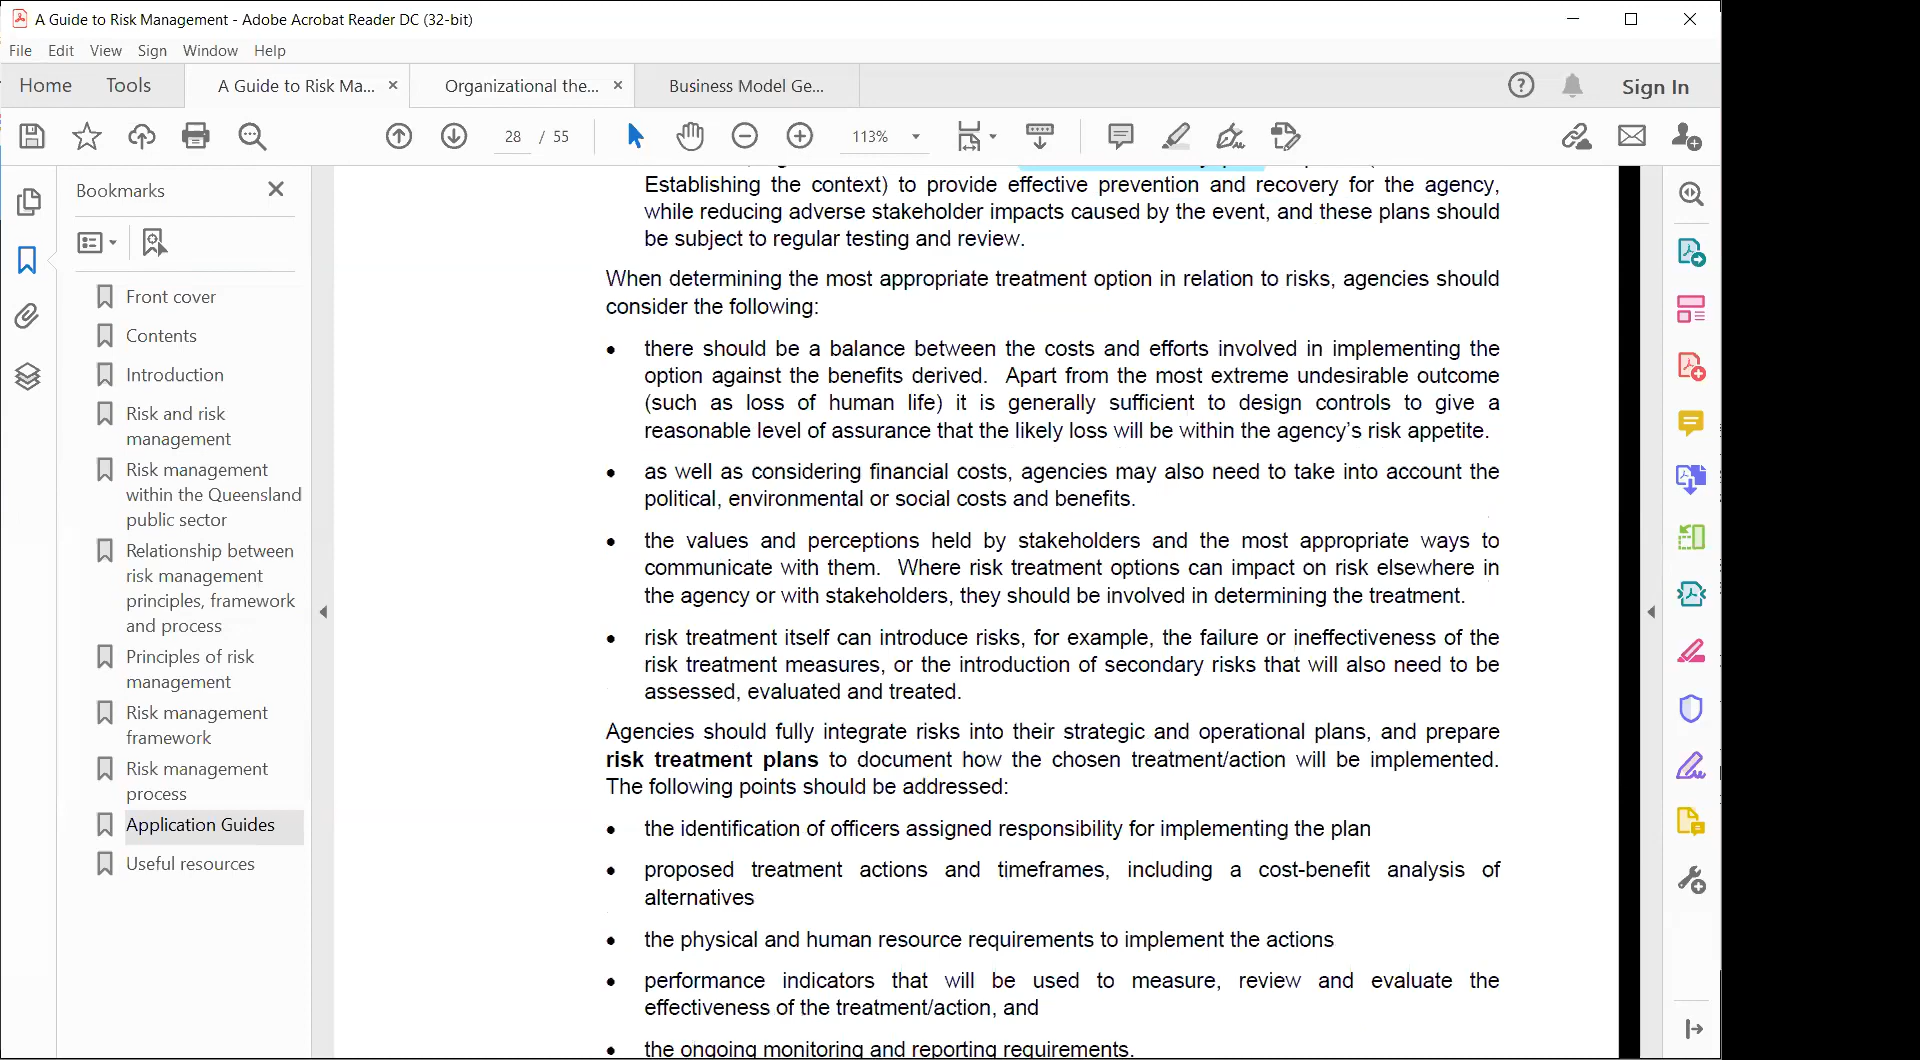 A Guide to Risk Management - Adobe Acrobat Reader DC (32-bit)
File Edit View Sign Window Help
Home Tools A Guide to Risk Ma... Organizational the... Business Model Ge... Sign In
28 / 55 113%
Bookmarks
Front cover
Contents
Introduction
Risk and risk
management
Risk management
within the Queensland
public sector
Relationship between
risk management
principles, framework
and process
Principles of risk
management
Risk management
framework
Risk management
process
Application Guides
Useful resources
Establishing the context) to provide effective prevention and recovery for the agency,
while reducing adverse stakeholder impacts caused by the event, and these plans should
be subject to regular testing and review.
When determining the most appropriate treatment option in relation to risks, agencies should
consider the following:
• there should be a balance between the costs and efforts involved in implementing the
option against the benefits derived. Apart from the most extreme undesirable outcome
(such as loss of human life) it is generally sufficient to design controls to give a
reasonable level of assurance that the likely loss will be within the agency's risk appetite.
• as well as considering financial costs, agencies may also need to take into account the
political, environmental or social costs and benefits.
• the values and perceptions held by stakeholders and the most appropriate ways to
communicate with them. Where risk treatment options can impact on risk elsewhere in
the agency or with stakeholders, they should be involved in determining the treatment.
• risk treatment itself can introduce risks, for example, the failure or ineffectiveness of the
risk treatment measures, or the introduction of secondary risks that will also need to be
assessed, evaluated and treated.
Agencies should fully integrate risks into their strategic and operational plans, and prepare
risk treatment plans to document how the chosen treatment/action will be implemented.
The following points should be addressed:
• the identification of officers assigned responsibility for implementing the plan
• proposed treatment actions and timeframes, including a cost-benefit analysis of
alternatives
• the physical and human resource requirements to implement the actions
• performance indicators that will be used to measure, review and evaluate the
effectiveness of the treatment/action, and
• the ongoing monitoring and reporting requirements.